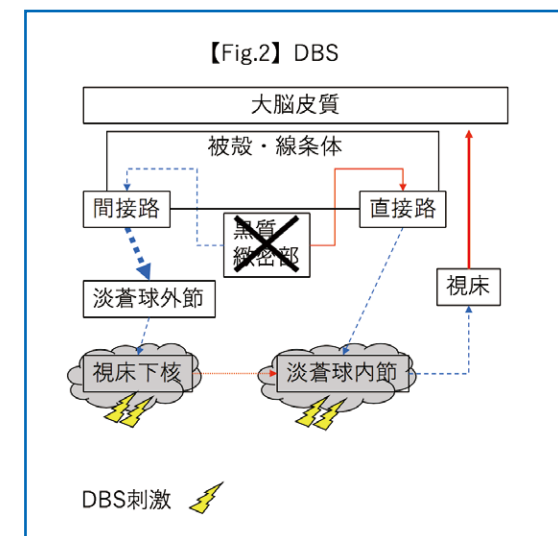 【Fig.2】DBS
大脳皮質
被殻・線条体
間接路
直接路
黒質
緻密部
視床
淡蒼球外節
視床下核
淡蒼球内節
DBS刺激